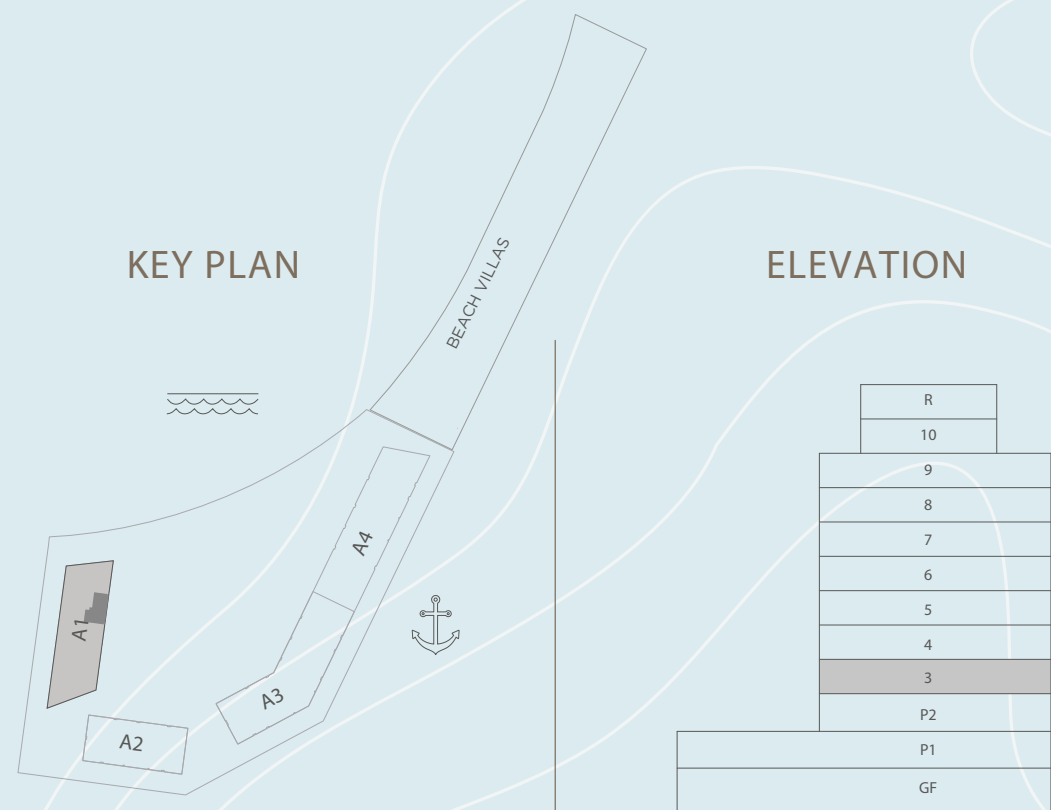 KEY PLAN
BEACH VILLAS
A4
A1
A3
A2
ELEVATION
R
10
9
8
7
6
5
4
3
P2
P1
GF